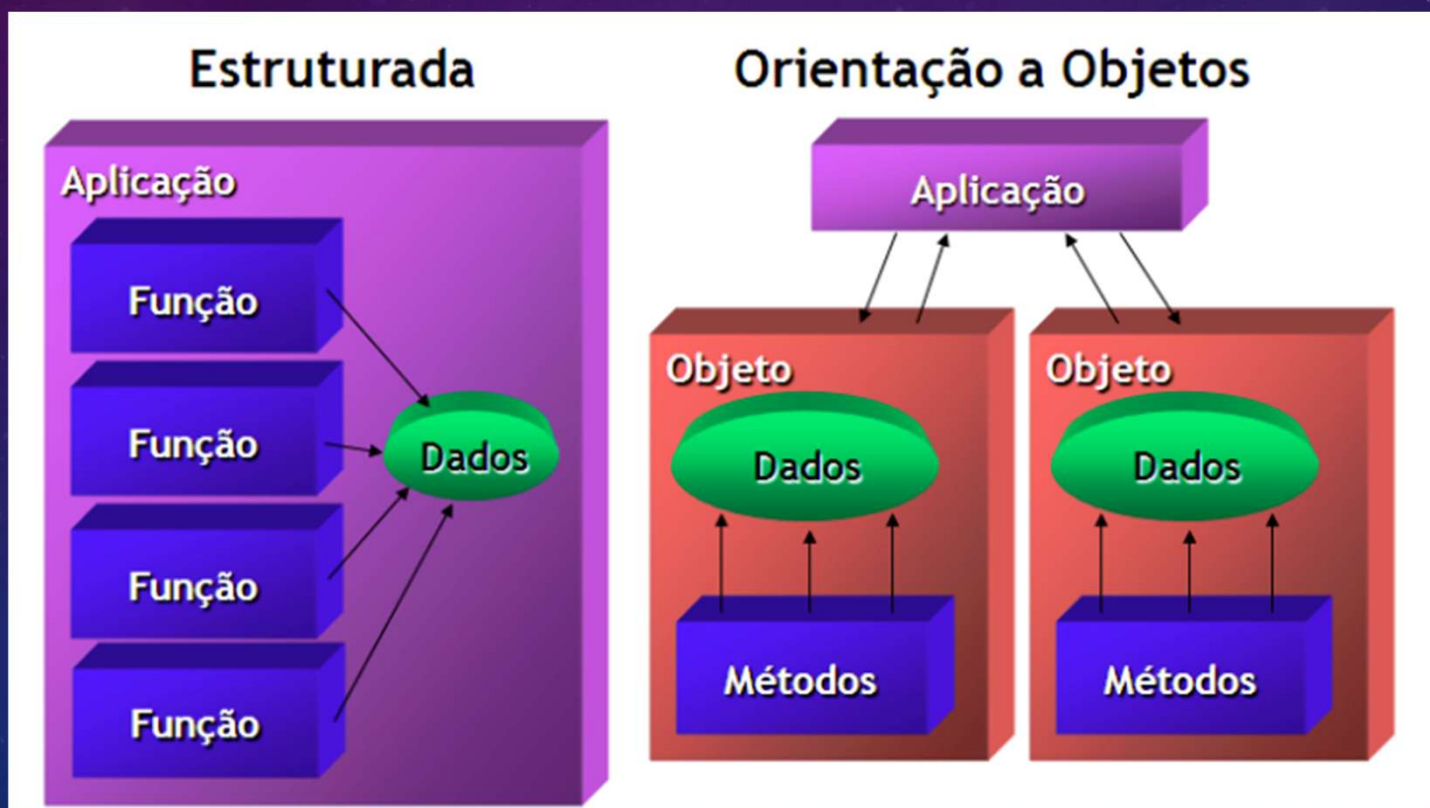 Estruturada
Aplicação
Função
Função
Função
Função
Dados
Orientação a Objetos
Aplicação
Objeto
Dados
Métodos
Objeto
Dados
Métodos